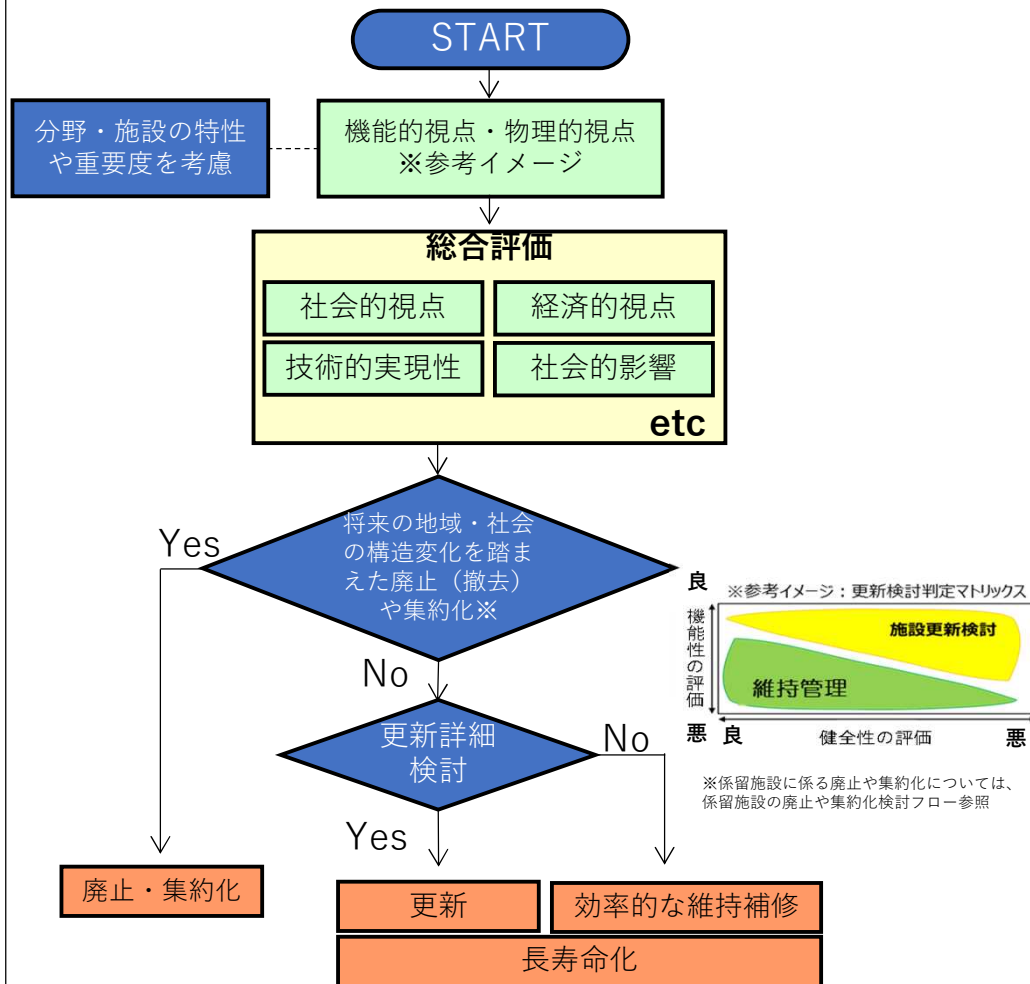 START
分野・施設の特性
や重要度を考慮
機能的視点・物理的視点
※参考イメージ
総合評価
社会的視点
経済的視点
技術的実現性
社会的影響
etc
将来の地域・社会
の構造変化を踏ま
えた廃止（撤去）
や集約化※
Yes
No
更新詳細
検討
No
Yes
廃止・集約化
更新
効率的な維持補修
長寿命化
※参考イメージ：更新検討判定マトリックス
良
機能性の評価
悪
施設更新検討
維持管理
良
健全性の評価
悪
※係留施設に係る廃止や集約化については、
係留施設の廃止や集約化検討フロー参照